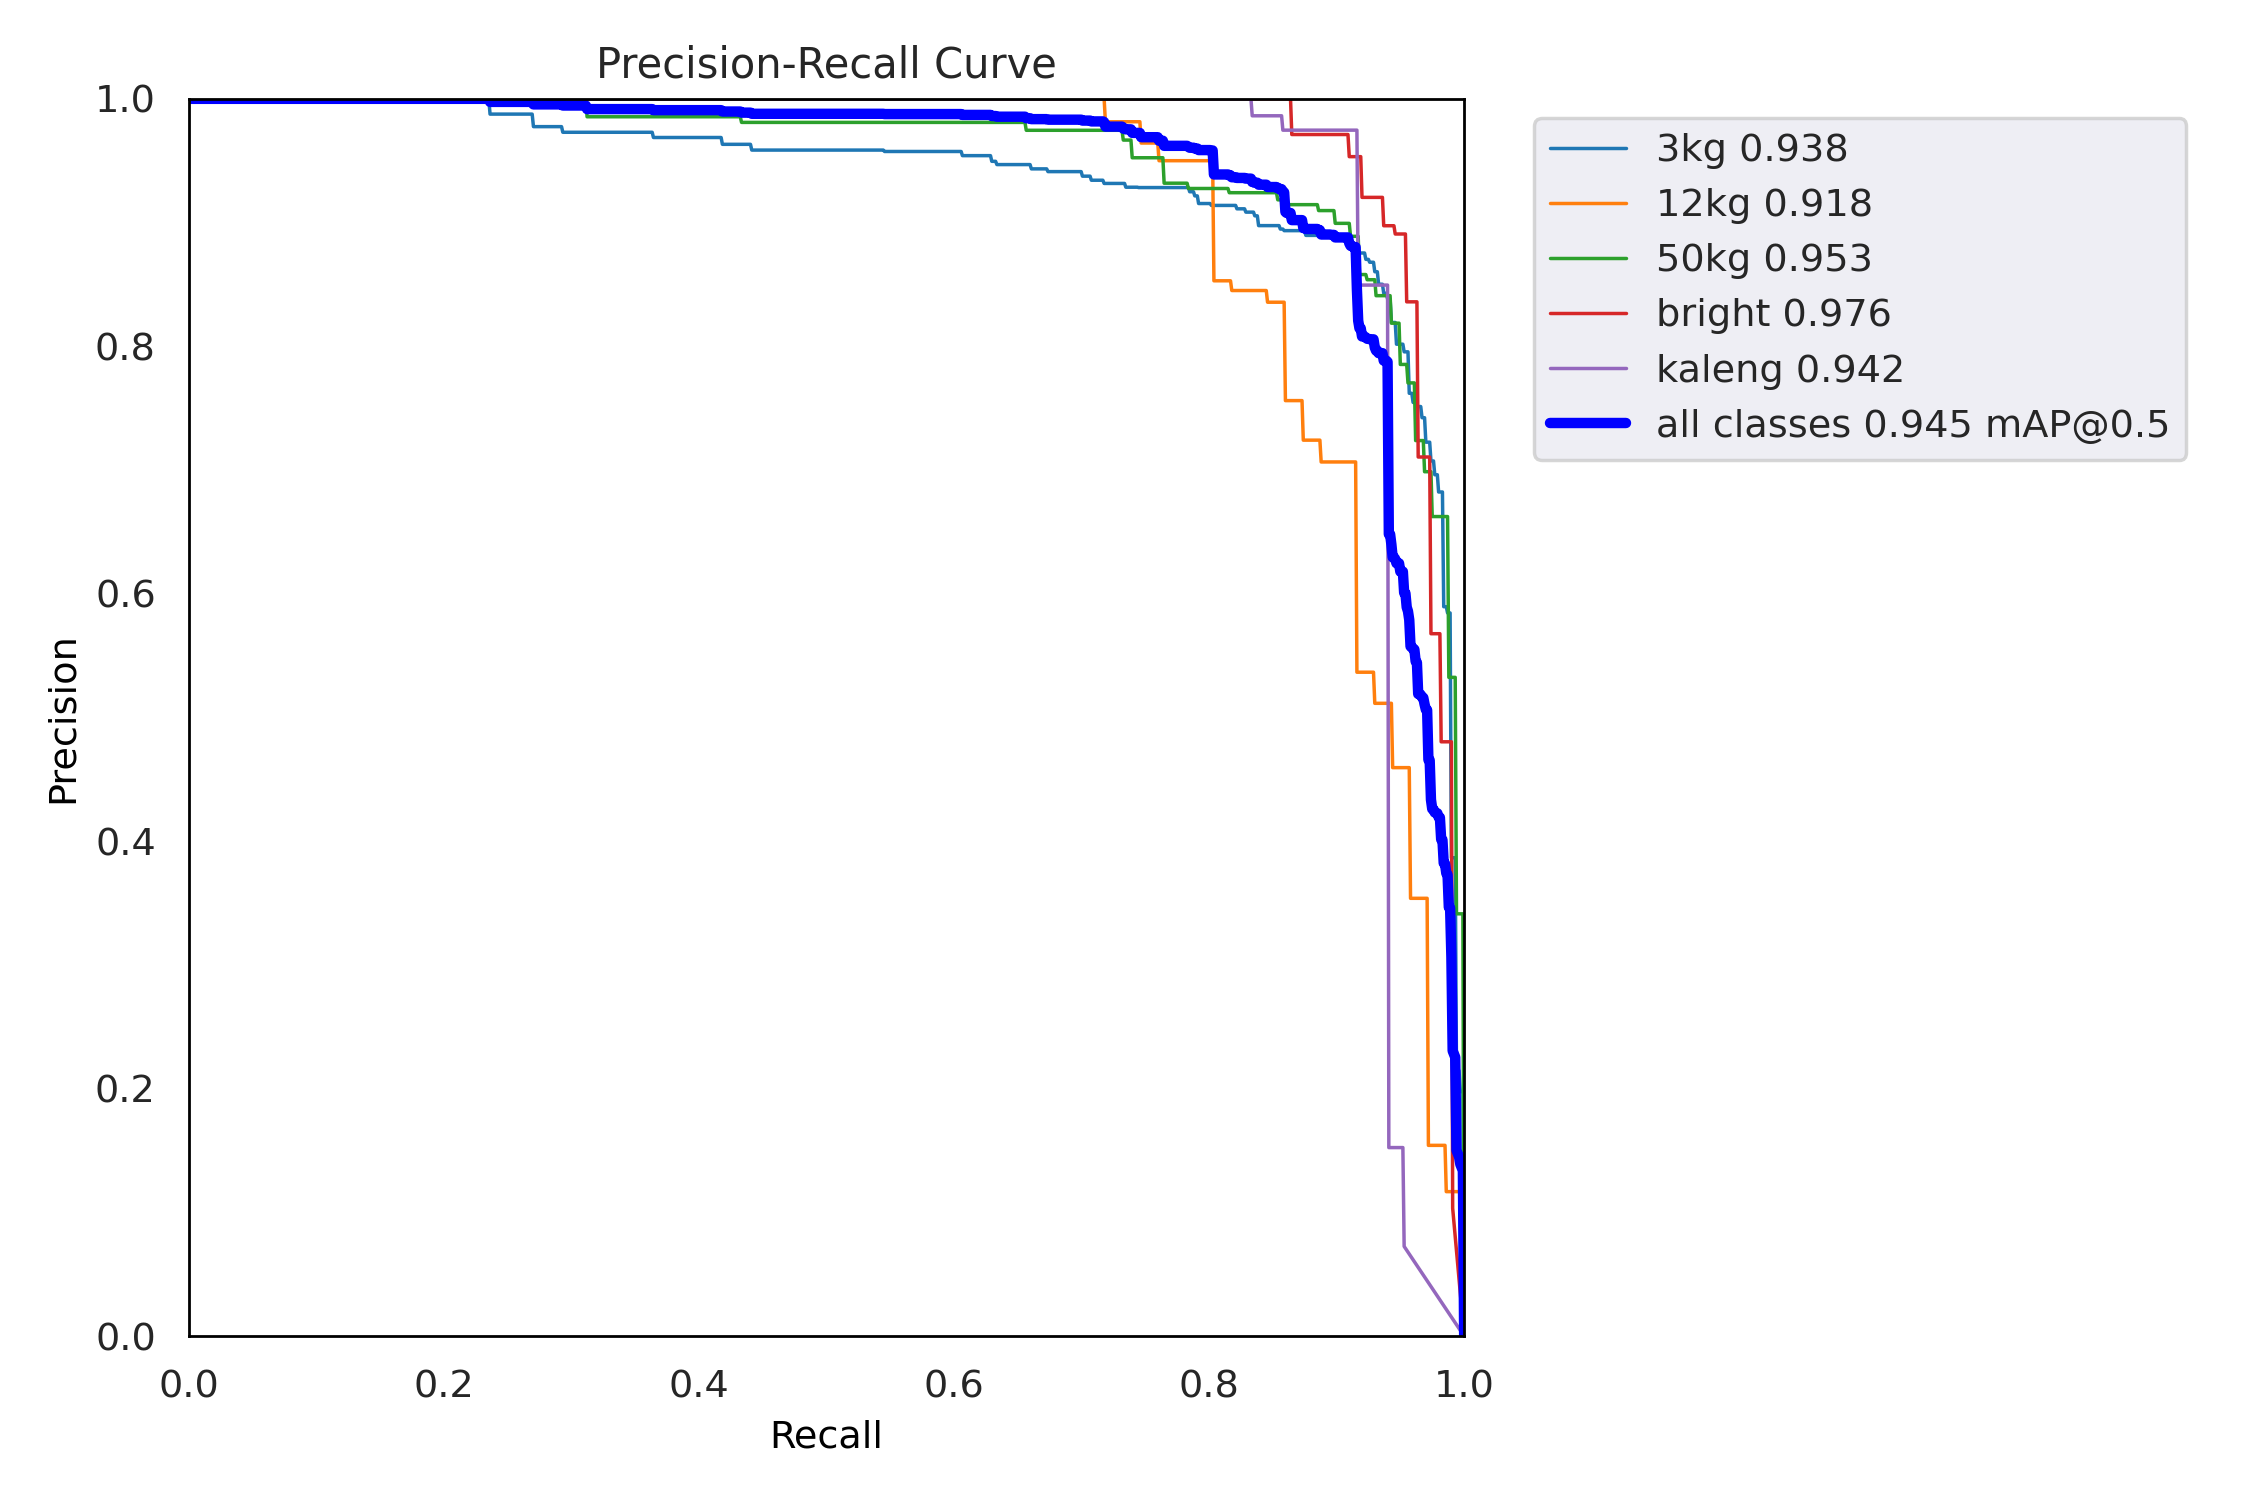 Precision-Recall Curve
1.0
0.8
0.6
0.4
0.2
0.0
Precision
0.0 0.2 0.4 0.6 0.8 1.0
Recall
3kg 0.938
12kg 0.918
50kg 0.953
bright 0.976
kaleng 0.942
all classes 0.945 mAP@0.5